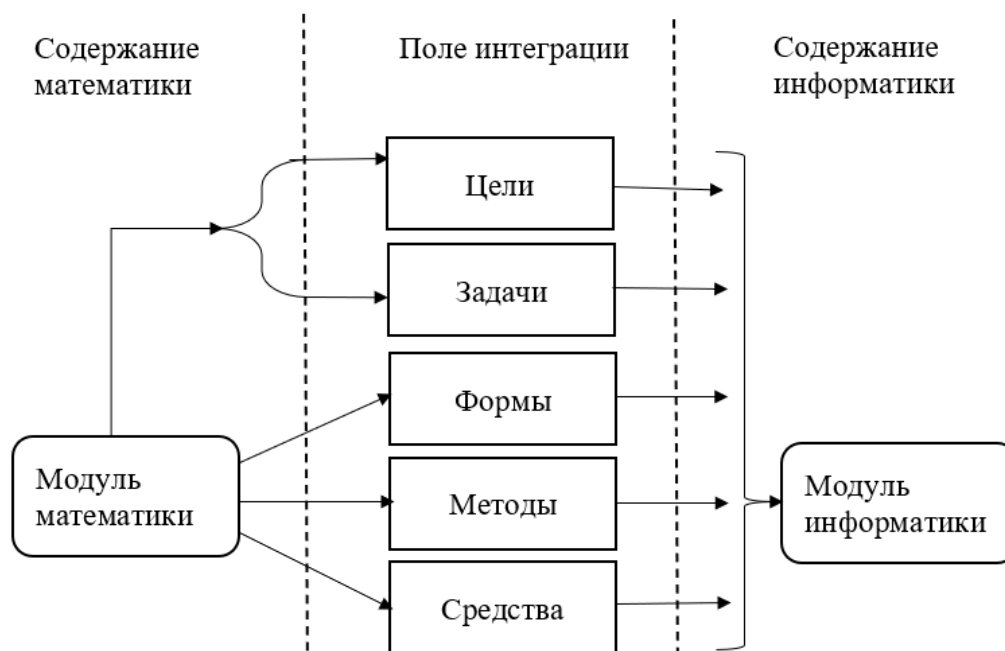 Содержание
математики
Поле интеграции
Содержание
информатики
Цели
Задачи
Формы
Методы
Средства
Модуль
математики
Модуль
информатики